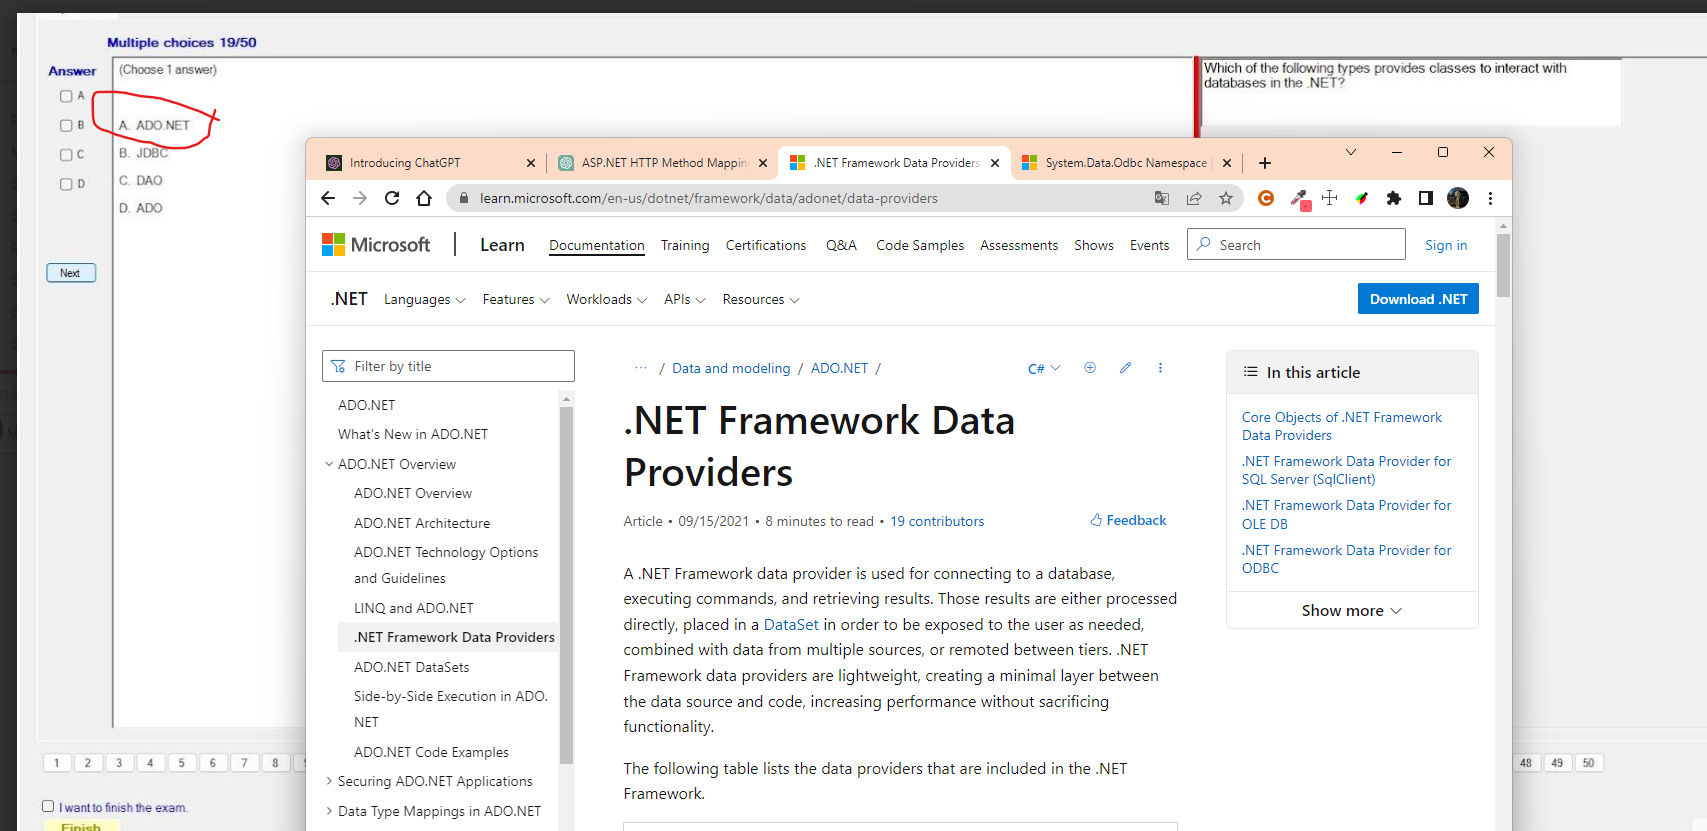 Multiple choices 19/50
Answer
(Choose 1 answer)
A
B
C
D
A. ADO.NET
B. JDBC
C. DAO
D. ADO
Next
Which of the following types provides classes to interact with
databases in the .NET?
Introducing ChatGPT
ASP.NET HTTP Method Mappin
.NET Framework Data Providers
System.Data.Odbc Namespace
learn.microsoft.com/en-us/dotnet/framework/data/adonet/data-providers
Microsoft
Learn
Documentation
Training
Certifications
Q&A
Code Samples
Assessments
Shows
Events
Search
Sign in
.NET
Languages
Features
Workloads
APIs
Resources
Download .NET
Filter by title
ADO.NET
What's New in ADO.NET
ADO.NET Overview
ADO.NET Overview
ADO.NET Architecture
ADO.NET Technology Options
and Guidelines
LINQ and ADO.NET
.NET Framework Data Providers
ADO.NET DataSets
Side-by-Side Execution in ADO.
NET
ADO.NET Code Examples
Securing ADO.NET Applications
Data Type Mappings in ADO.NET
··· / Data and modeling / ADO.NET /
C#
.NET Framework Data
Providers
Article • 09/15/2021 • 8 minutes to read • 19 contributors
Feedback
A .NET Framework data provider is used for connecting to a database,
executing commands, and retrieving results. Those results are either processed
directly, placed in a DataSet in order to be exposed to the user as needed,
combined with data from multiple sources, or remoted between tiers. .NET
Framework data providers are lightweight, creating a minimal layer between
the data source and code, increasing performance without sacrificing
functionality.
The following table lists the data providers that are included in the .NET
Framework.
In this article
Core Objects of .NET Framework
Data Providers
.NET Framework Data Provider for
SQL Server (SqlClient)
.NET Framework Data Provider for
OLE DB
.NET Framework Data Provider for
ODBC
Show more
1 2 3 4 5 6 7 8
48 49 50
I want to finish the exam.
Finish